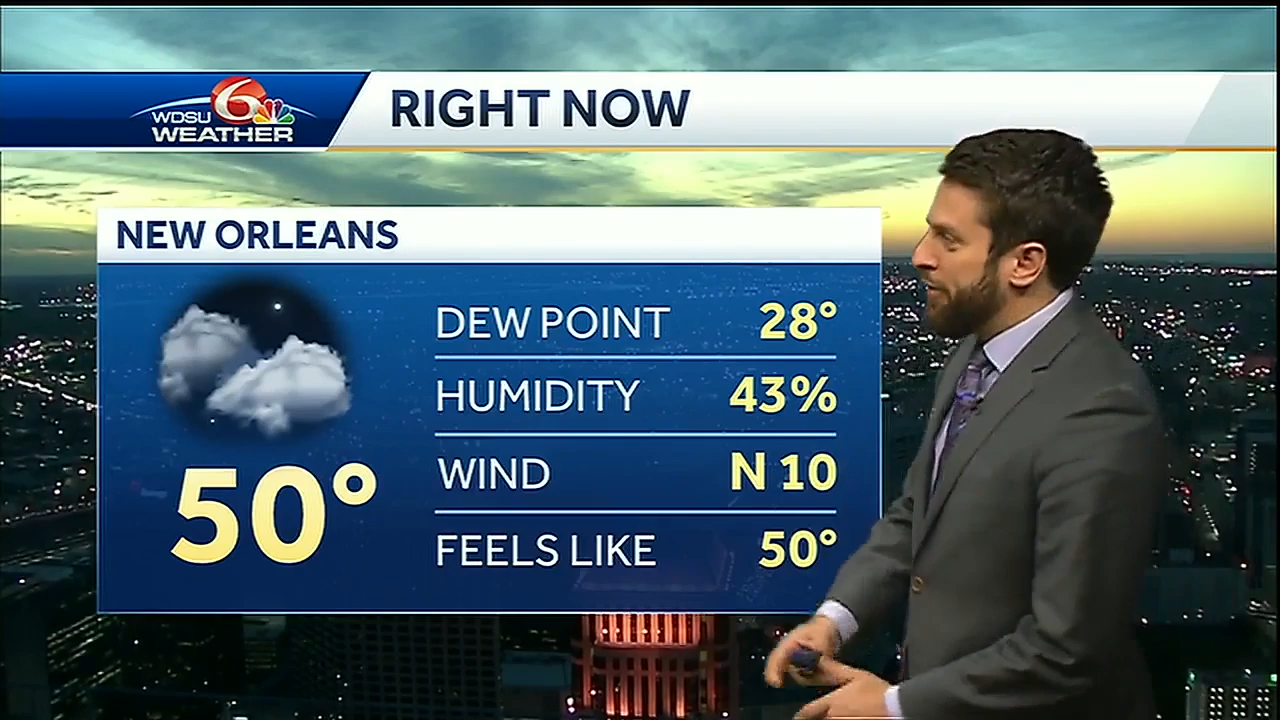 WDSU 6
WEATHER
RIGHT NOW
NEW ORLEANS
50°
DEW POINT 28°
HUMIDITY 43%
WIND N 10
FEELS LIKE 50°